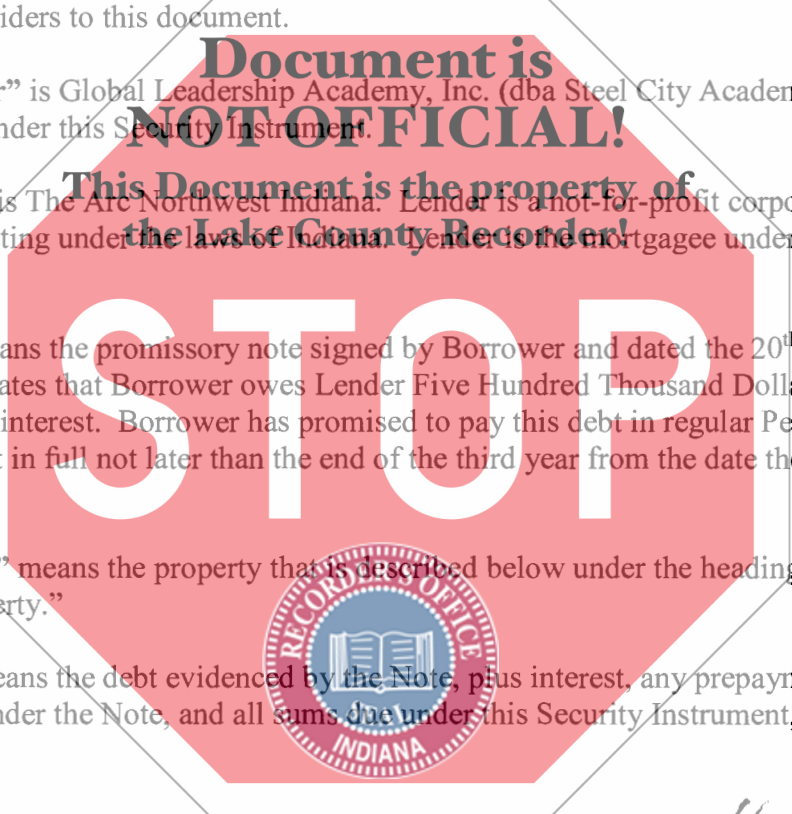 iders to this document.
Document is
r” is Global Leadership Academy, Inc. (dba Steel City Academ
NOT OFFICIAL!
nder this Security Instrument.
This Document is the property of
is The Arc Northwest Indiana. Lender is a not-for-profit corpo
the Lake County Recorder!
ting under the laws of Indiana. Lender is the mortgagee under
STOP
ans the promissory note signed by Borrower and dated the 20th
ates that Borrower owes Lender Five Hundred Thousand Dolla
interest. Borrower has promised to pay this debt in regular Pe
t in full not later than the end of the third year from the date the
” means the property that is described below under the heading
erty.”
RECORDER'S OFFICE
eans the debt evidenced by the Note, plus interest, any prepaym
nder the Note, and all sums due under this Security Instrument,
INDIANA